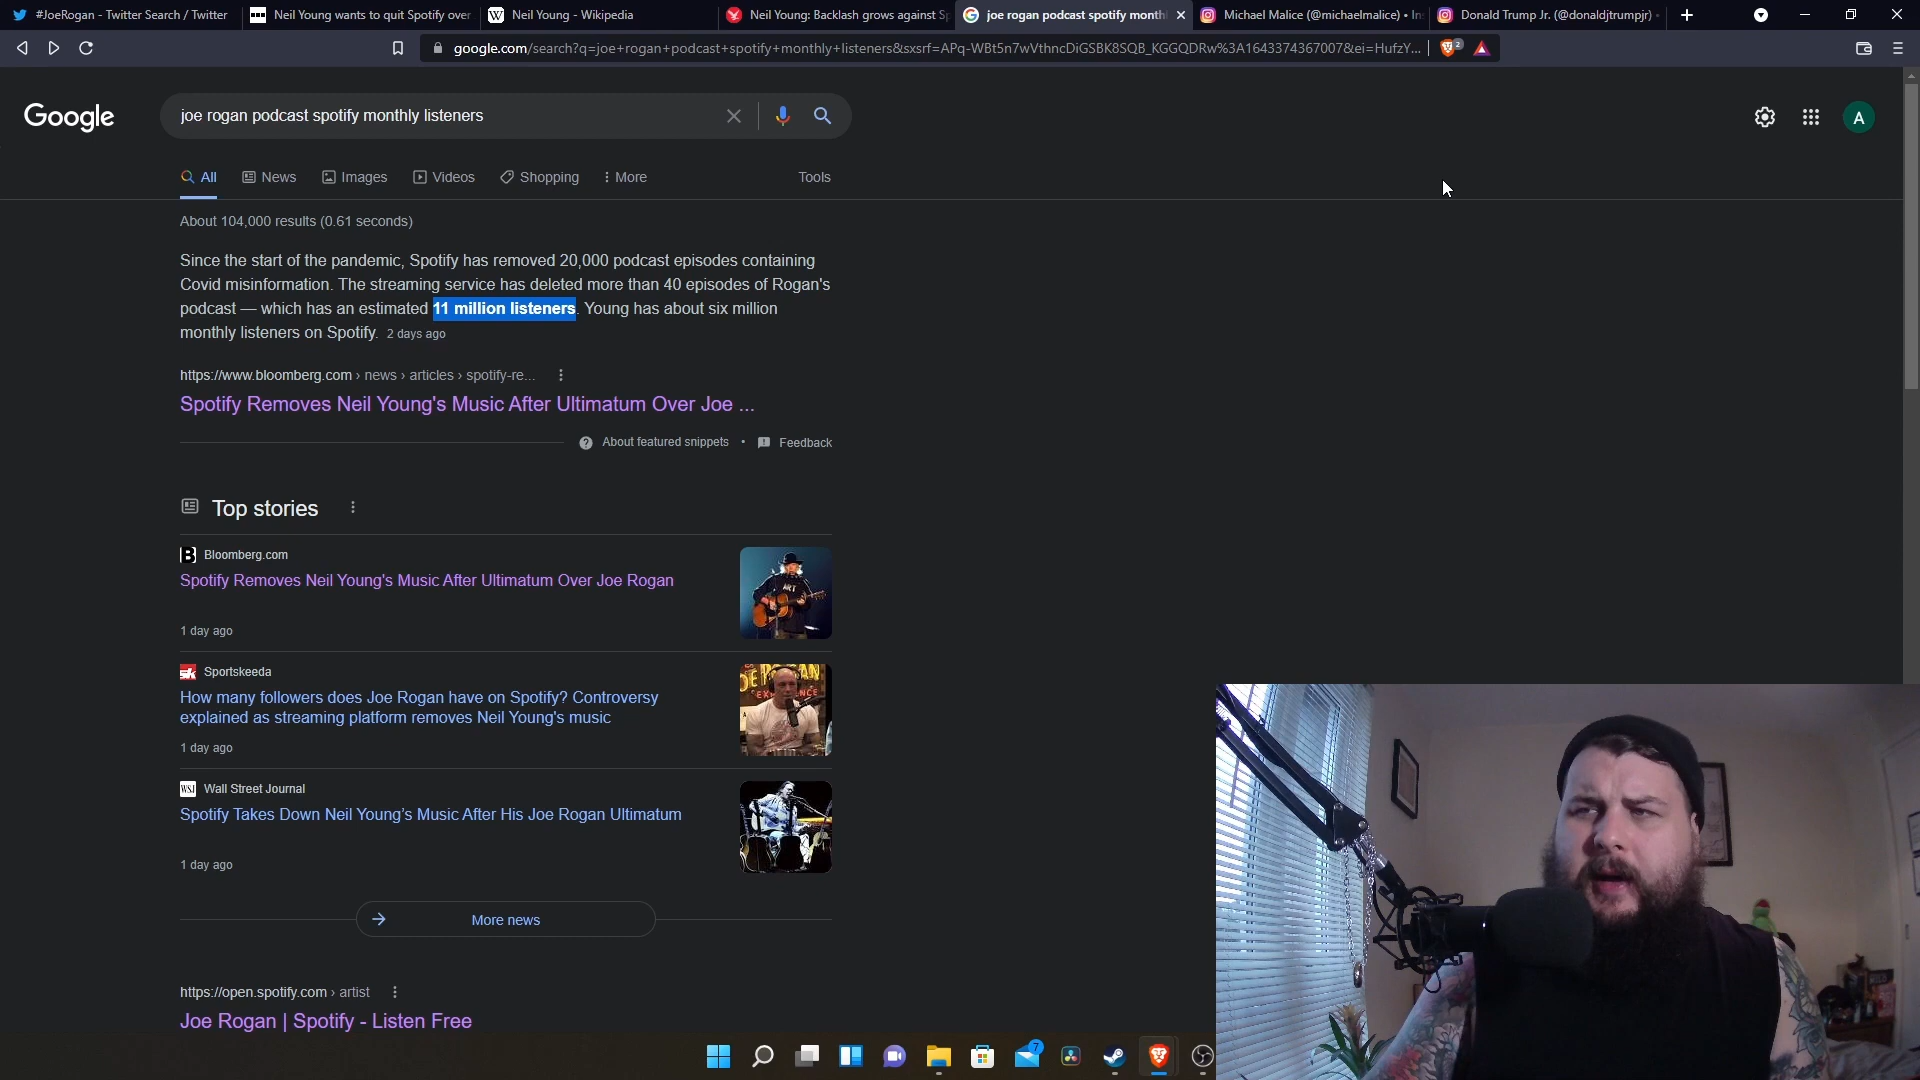 #JoeRogan - Twitter Search / Twitter
Neil Young wants to quit Spotify over
Neil Young - Wikipedia
Neil Young: Backlash grows against Sp
joe rogan podcast spotify month
Michael Malice (@michaelmalice) • In
Donald Trump Jr. (@donaldjtrumpjr) •
google.com/search?q=joe+rogan+podcast+spotify+monthly+listeners&sxsrf=APq-WBt5n7wVthncDiGSBK8SQB_KGGQDRw%3A1643374367007&ei=HufzY...
2
Google
joe rogan podcast spotify monthly listeners
A
All
News
Images
Videos
Shopping
More
Tools
About 104,000 results (0.61 seconds)
Since the start of the pandemic, Spotify has removed 20,000 podcast episodes containing
Covid misinformation. The streaming service has deleted more than 40 episodes of Rogan's
podcast — which has an estimated 11 million listeners. Young has about six million
monthly listeners on Spotify. 2 days ago
https://www.bloomberg.com › news › articles › spotify-re...
Spotify Removes Neil Young's Music After Ultimatum Over Joe ...
About featured snippets • Feedback
Top stories
Bloomberg.com
Spotify Removes Neil Young's Music After Ultimatum Over Joe Rogan
1 day ago
Sportskeeda
How many followers does Joe Rogan have on Spotify? Controversy
explained as streaming platform removes Neil Young's music
1 day ago
WSJ Wall Street Journal
Spotify Takes Down Neil Young's Music After His Joe Rogan Ultimatum
1 day ago
More news
https://open.spotify.com › artist
Joe Rogan | Spotify - Listen Free
7